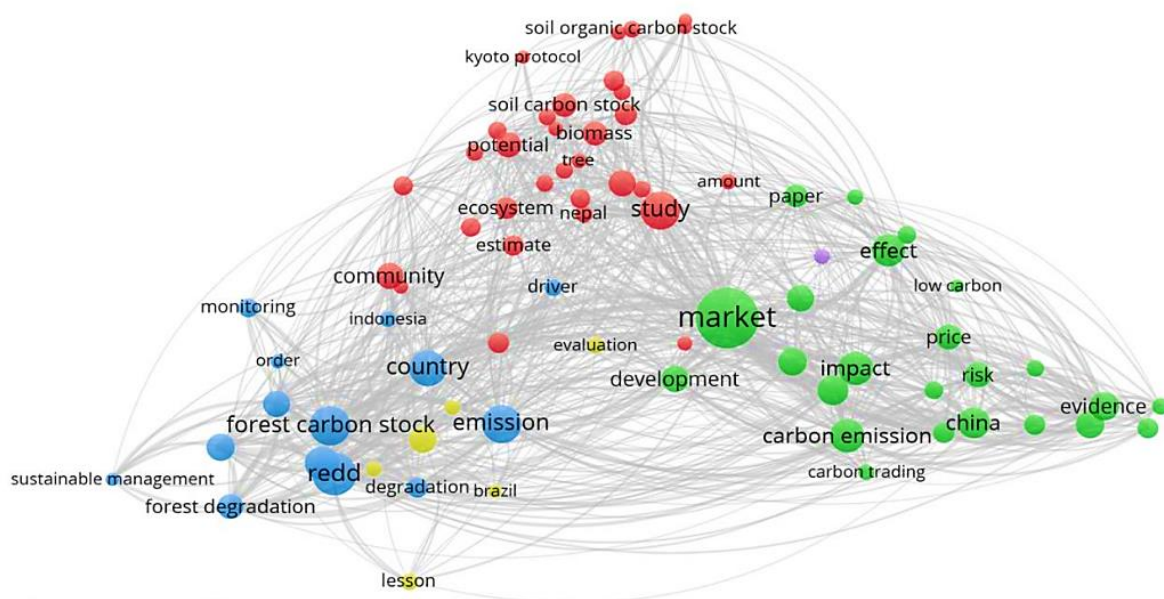 soil organic carbon stock
kyoto protocol
soil carbon stock
potential
biomass
tree
amount
paper
ecosystem
nepal
study
estimate
effect
community
driver
low carbon
monitoring
indonesia
market
order
evaluation
price
country
development
impact
risk
forest carbon stock
emission
carbon emission
china
evidence
redd
carbon trading
sustainable management
degradation
brazil
forest degradation
lesson